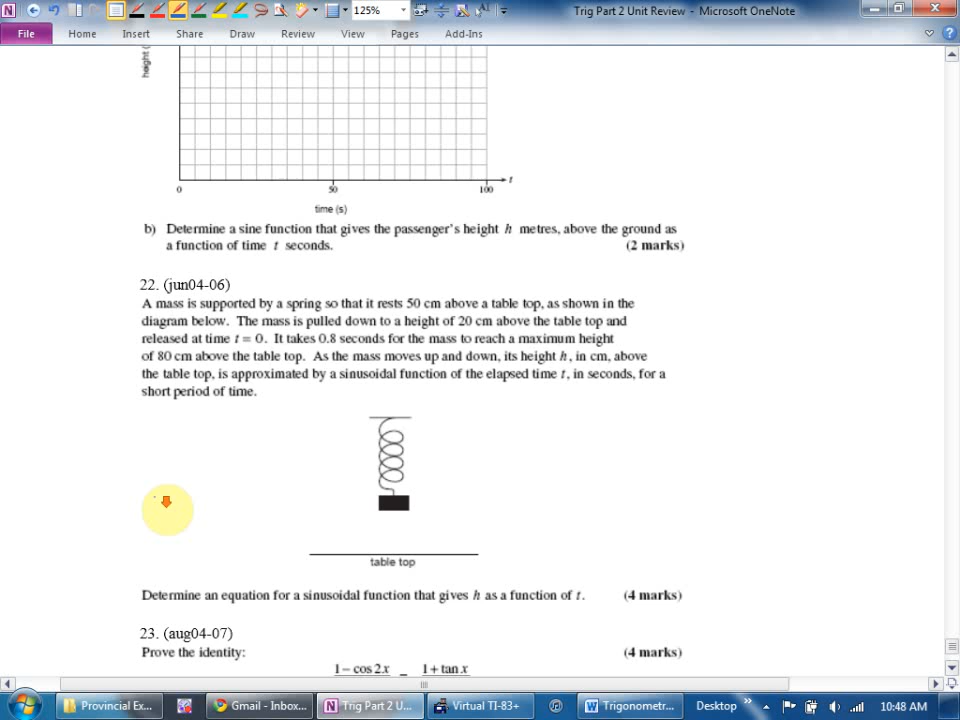 125%
Trig Part 2 Unit Review - Microsoft OneNote
File Home Insert Share Draw Review View Pages Add-Ins
height (
0 50 100 t
time (s)
b) Determine a sine function that gives the passenger's height h metres, above the ground as
a function of time t seconds. (2 marks)
22. (jun04-06)
A mass is supported by a spring so that it rests 50 cm above a table top, as shown in the
diagram below. The mass is pulled down to a height of 20 cm above the table top and
released at time t = 0. It takes 0.8 seconds for the mass to reach a maximum height
of 80 cm above the table top. As the mass moves up and down, its height h, in cm, above
the table top, is approximated by a sinusoidal function of the elapsed time t, in seconds, for a
short period of time.
table top
Determine an equation for a sinusoidal function that gives h as a function of t. (4 marks)
23. (aug04-07)
Prove the identity: (4 marks)
1 – cos 2x _ 1 + tan x
Provincial Ex... Gmail - Inbox... Trig Part 2 U... Virtual TI-83+ Trigonometr... Desktop » 10:48 AM